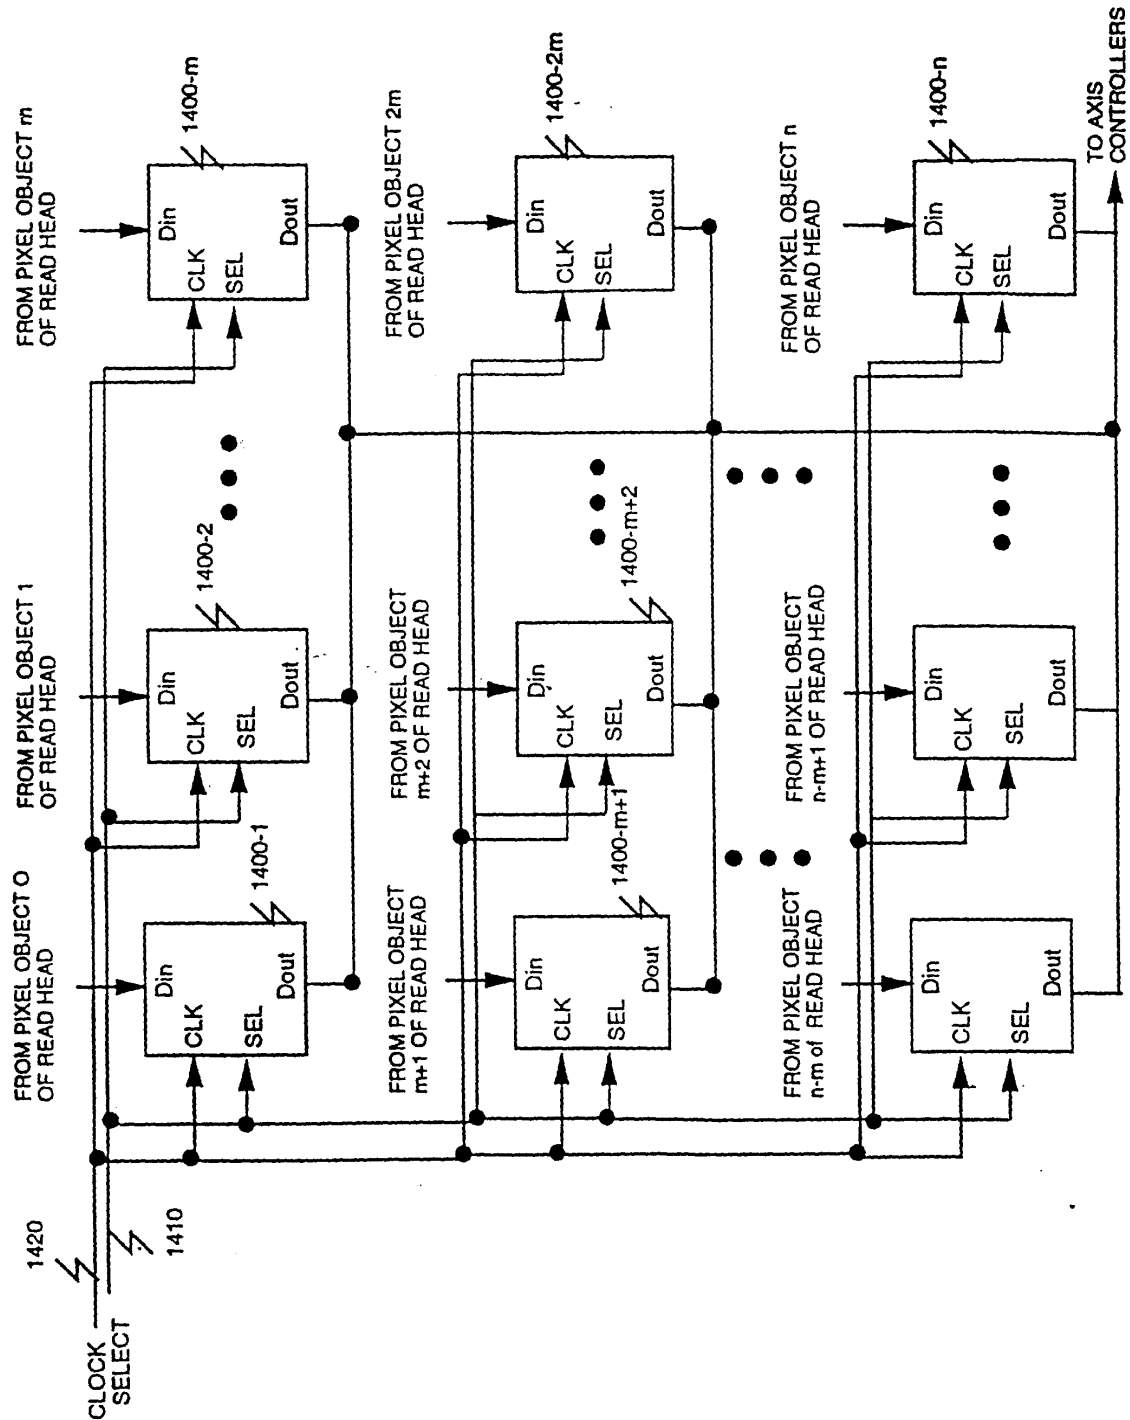 CLOCK
SELECT
1420
1410
FROM PIXEL OBJECT O
OF READ HEAD
FROM PIXEL OBJECT 1
OF READ HEAD
FROM PIXEL OBJECT m
OF READ HEAD
Din
CLK
SEL
Dout
1400-1
Din
CLK
SEL
Dout
1400-2
Din
CLK
SEL
Dout
1400-m
FROM PIXEL OBJECT
m+1 OF READ HEAD
FROM PIXEL OBJECT
m+2 OF READ HEAD
FROM PIXEL OBJECT 2m
OF READ HEAD
Din
CLK
SEL
Dout
1400-m+1
Din
CLK
SEL
Dout
1400-m+2
Din
CLK
SEL
Dout
1400-2m
FROM PIXEL OBJECT
n-m of READ HEAD
FROM PIXEL OBJECT
n-m+1 OF READ HEAD
FROM PIXEL OBJECT n
OF READ HEAD
Din
CLK
SEL
Dout
Din
CLK
SEL
Dout
Din
CLK
SEL
Dout
1400-n
TO AXIS
CONTROLLERS